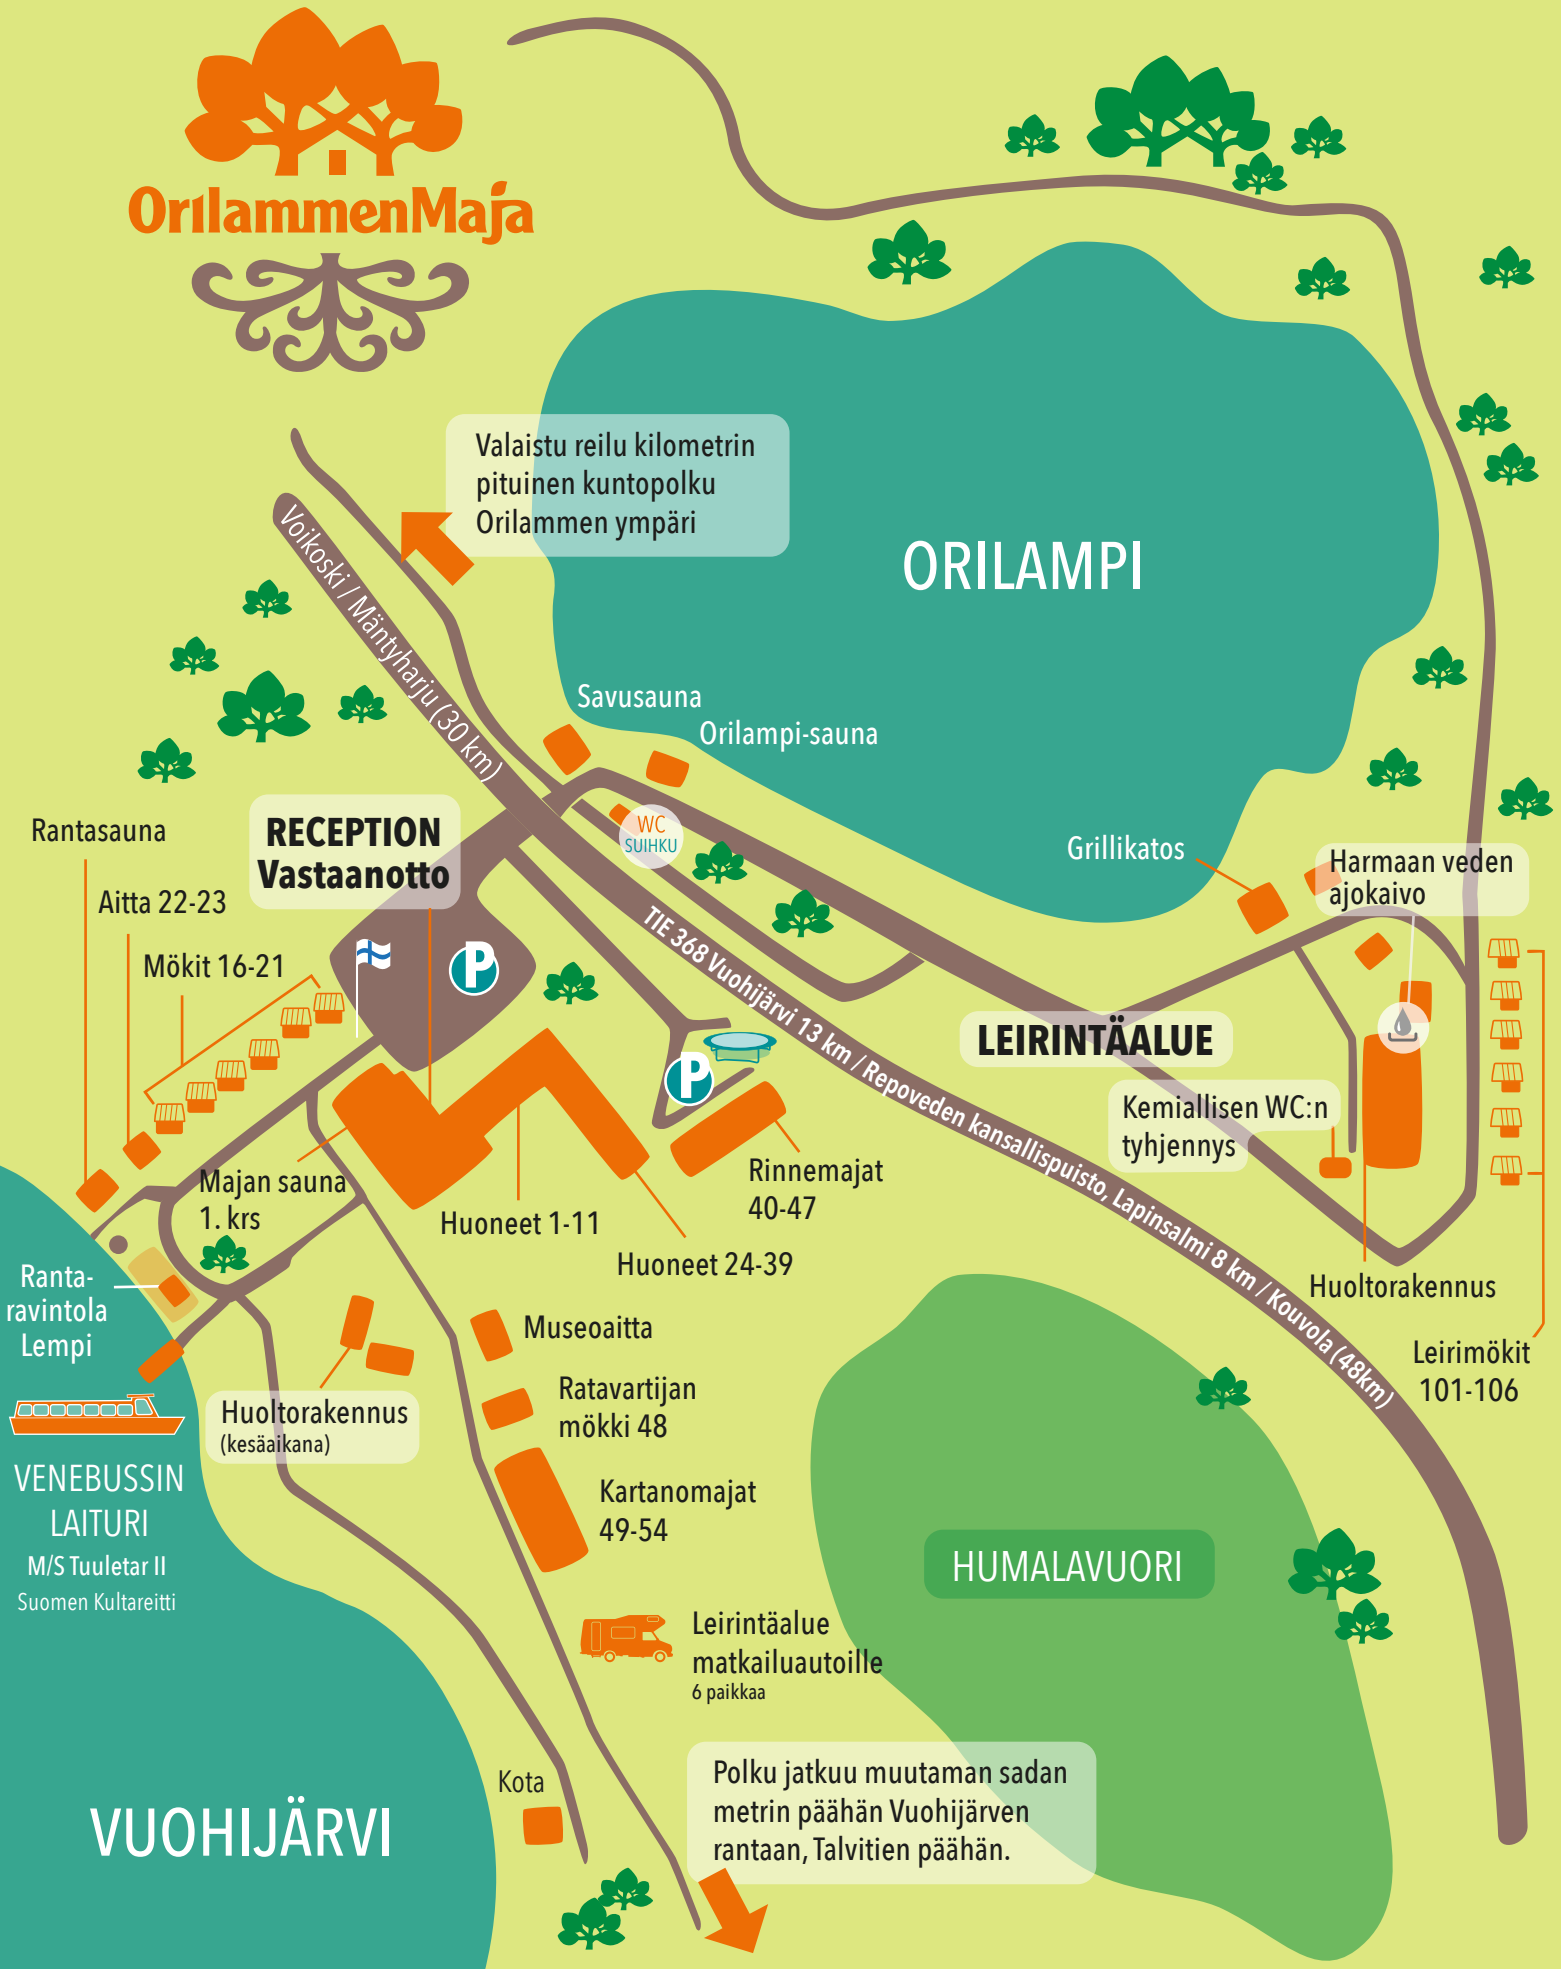 OrilammenMaja
Valaistu reilu kilometrin
pituinen kuntopolku
Orilammen ympäri
ORILAMPI
Voikoski / Mäntyharju (30 km)
Savusauna
Orilampi-sauna
WC
SUIHKU
RECEPTION
Vastaanotto
Rantasauna
Aitta 22-23
Mökit 16-21
P
Grillikatos
Harmaan veden
ajokaivo
TIE 368 Vuohijärvi 13 km / Repoveden kansallispuisto, Lapinsalmi 8 km / Kouvola (48km)
LEIRINTÄALUE
P
Kemiallisen WC:n
tyhjennys
Majan sauna
1. krs
Huoneet 1-11
Huoneet 24-39
Rinnemajat
40-47
Huoltorakennus
Leirimökit
101-106
Ranta-
ravintola
Lempi
Museoaitta
Ratavartijan
mökki 48
Huoltorakennus
(kesäaikana)
Kartanomajat
49-54
VENEBUSSIN
LAITURI
M/S Tuuletar II
Suomen Kultareitti
HUMALAVUORI
Leirintäalue
matkailuautoille
6 paikkaa
Kota
Polku jatkuu muutaman sadan
metrin päähän Vuohijärven
rantaan, Talvitien päähän.
VUOHIJÄRVI